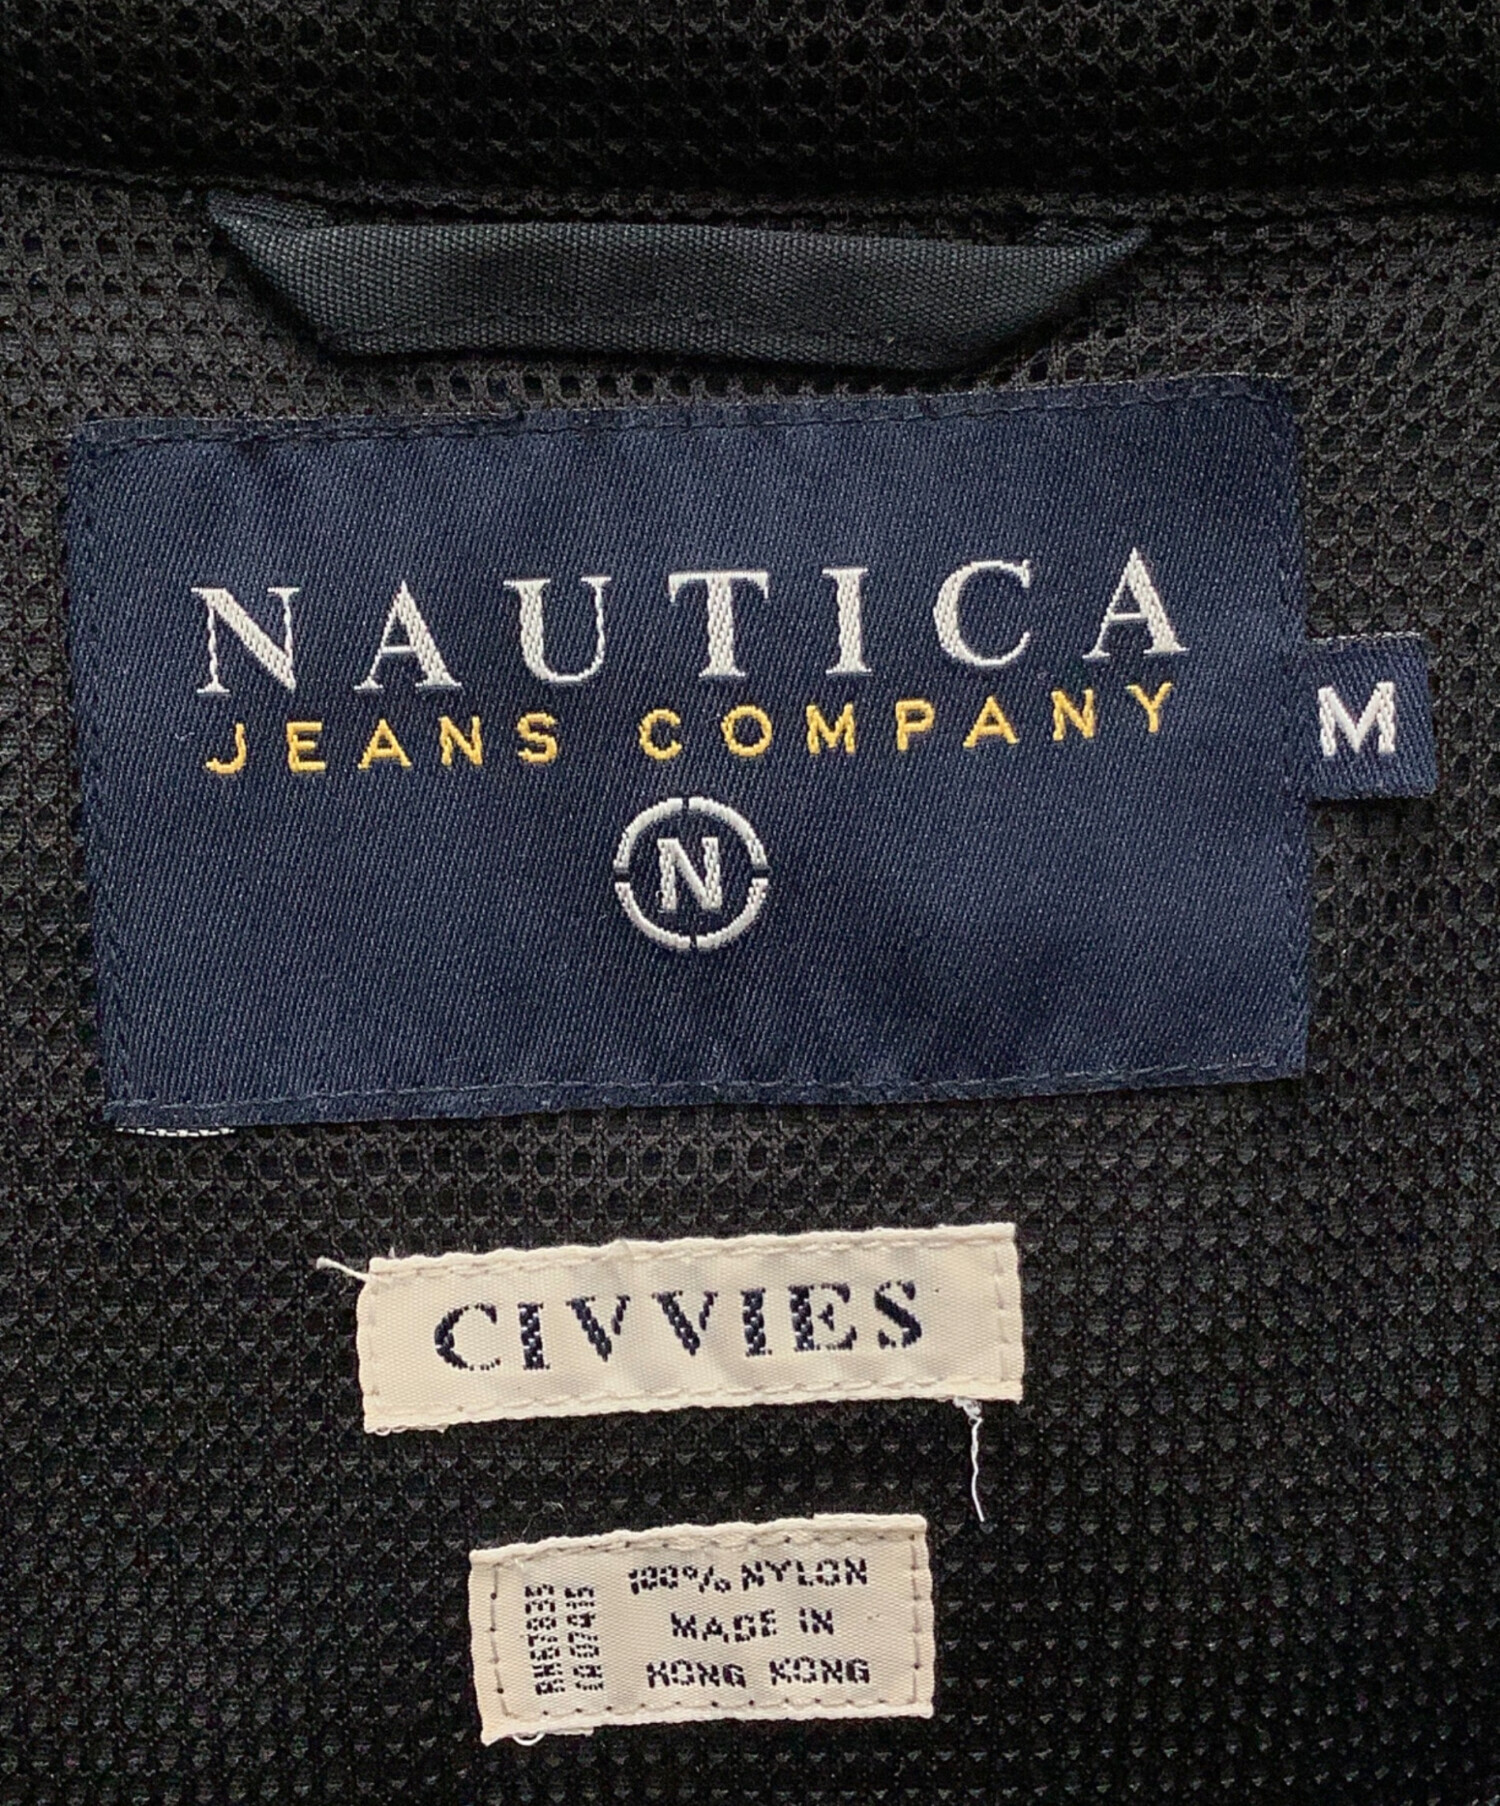 NAUTICA
JEANS COMPANY
N
M
CIVVIES
100% NYLON
MADE IN
HONG KONG